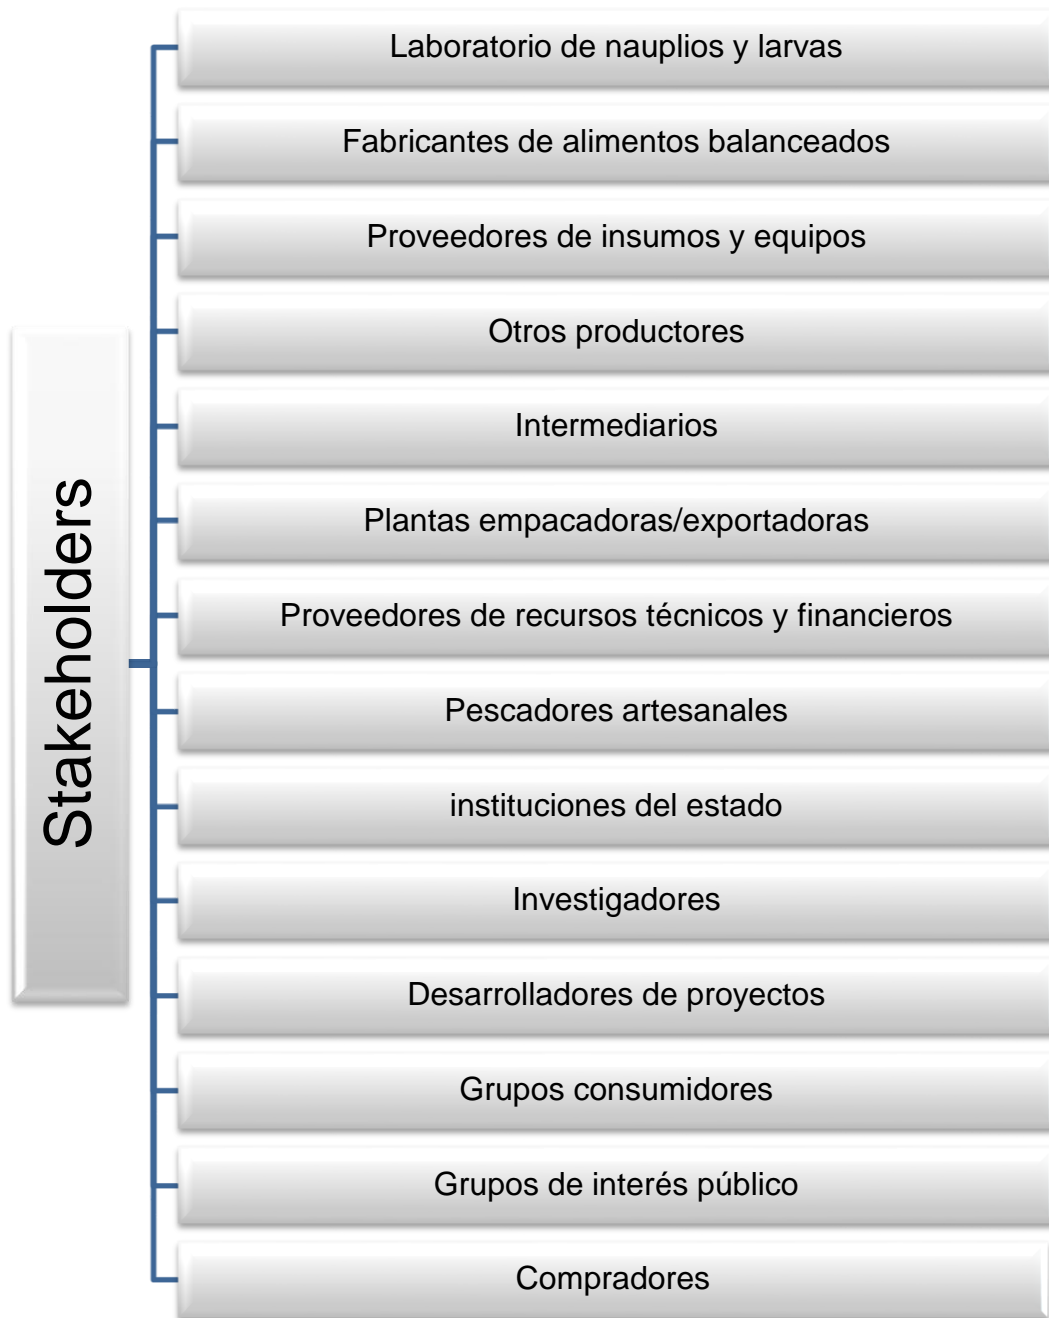 Stakeholders
Laboratorio de nauplios y larvas
Fabricantes de alimentos balanceados
Proveedores de insumos y equipos
Otros productores
Intermediarios
Plantas empacadoras/exportadoras
Proveedores de recursos técnicos y financieros
Pescadores artesanales
instituciones del estado
Investigadores
Desarrolladores de proyectos
Grupos consumidores
Grupos de interés público
Compradores